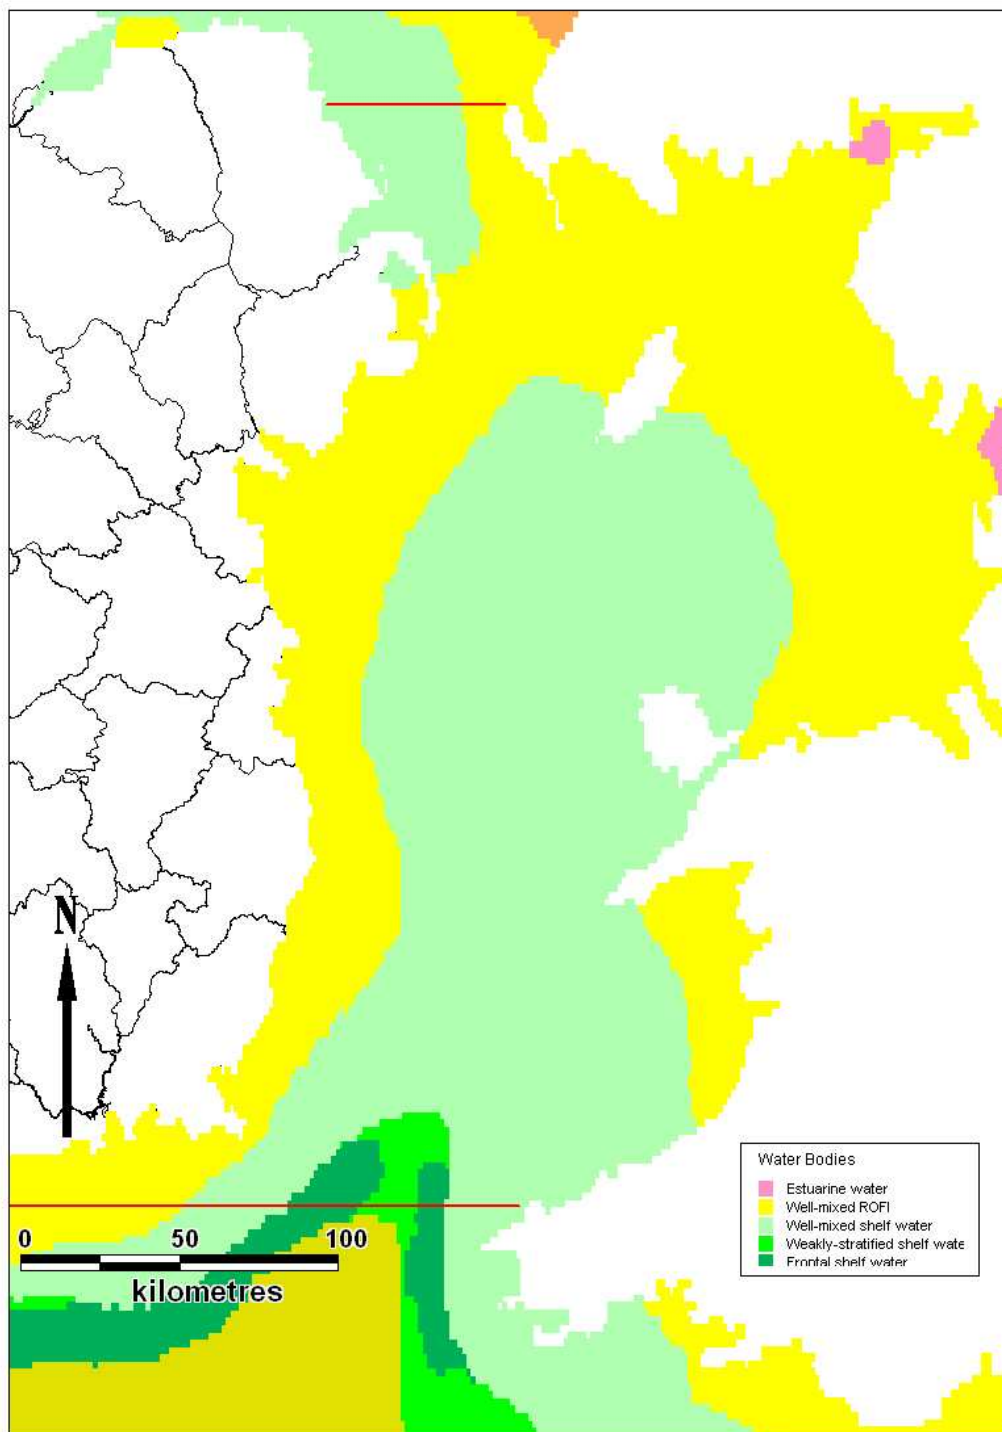 N
Water Bodies
Estuarine water
Well-mixed ROFI
Well-mixed shelf water
Weakly-stratified shelf wate
Frontal shelf water
0 50 100
kilometres